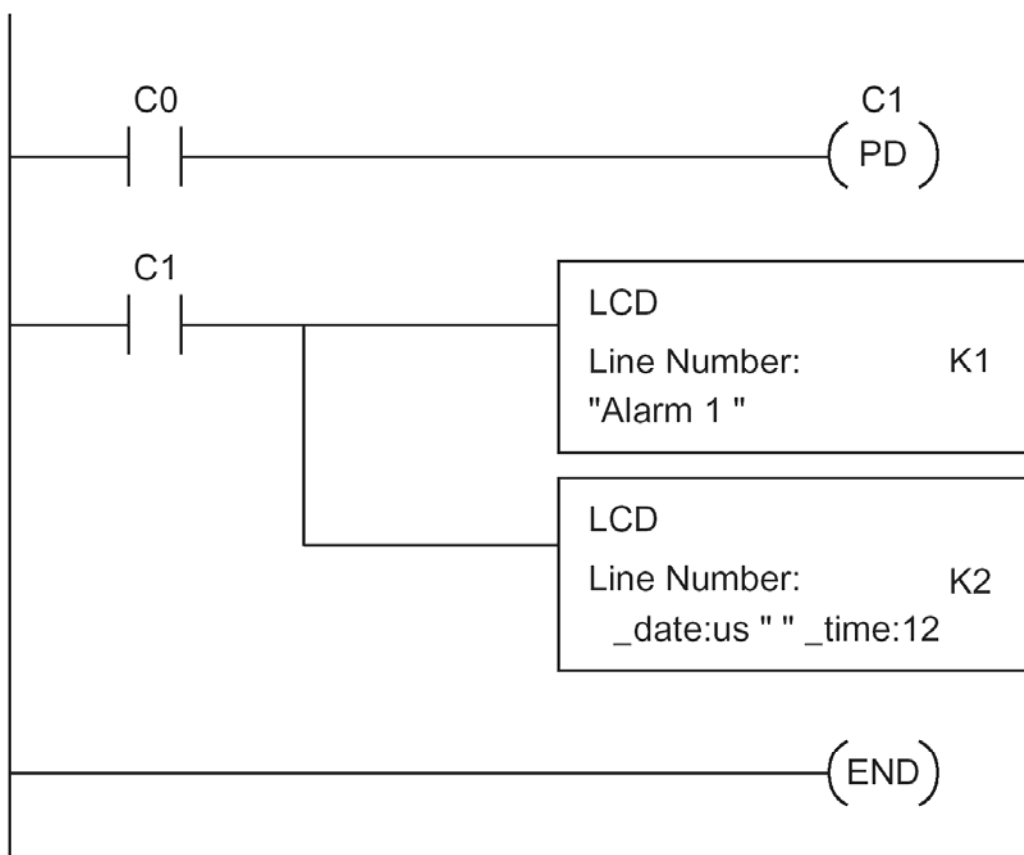 C0 C1
PD
C1
LCD
Line Number: K1
"Alarm 1 "
LCD
Line Number: K2
_date:us " " _time:12
END